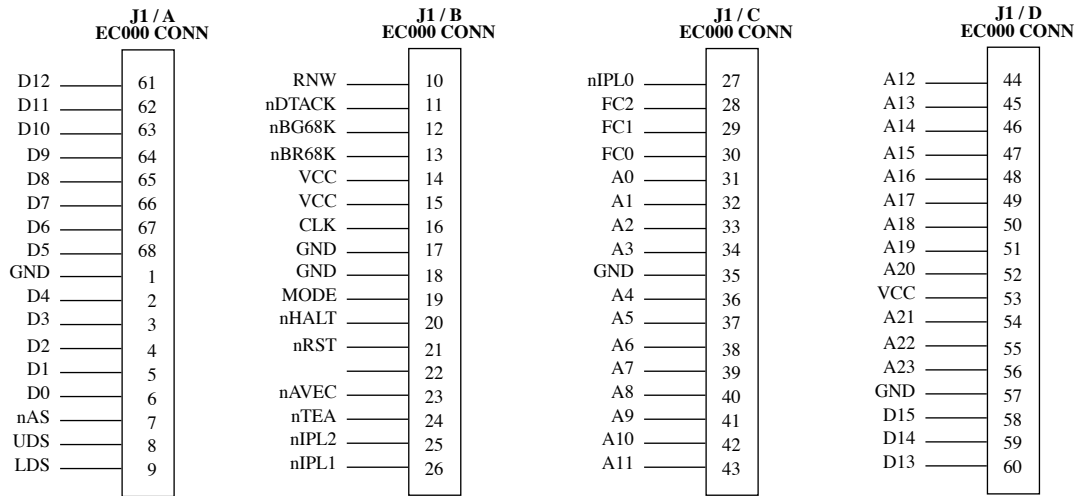 J1 / A
EC000 CONN
D12 61
D11 62
D10 63
D9 64
D8 65
D7 66
D6 67
D5 68
GND 1
D4 2
D3 3
D2 4
D1 5
D0 6
nAS 7
UDS 8
LDS 9
J1 / B
EC000 CONN
RNW 10
nDTACK 11
nBG68K 12
nBR68K 13
VCC 14
VCC 15
CLK 16
GND 17
GND 18
MODE 19
nHALT 20
nRST 21
22
nAVEC 23
nTEA 24
nIPL2 25
nIPL1 26
J1 / C
EC000 CONN
nIPL0 27
FC2 28
FC1 29
FC0 30
A0 31
A1 32
A2 33
A3 34
GND 35
A4 36
A5 37
A6 38
A7 39
A8 40
A9 41
A10 42
A11 43
J1 / D
EC000 CONN
A12 44
A13 45
A14 46
A15 47
A16 48
A17 49
A18 50
A19 51
A20 52
VCC 53
A21 54
A22 55
A23 56
GND 57
D15 58
D14 59
D13 60